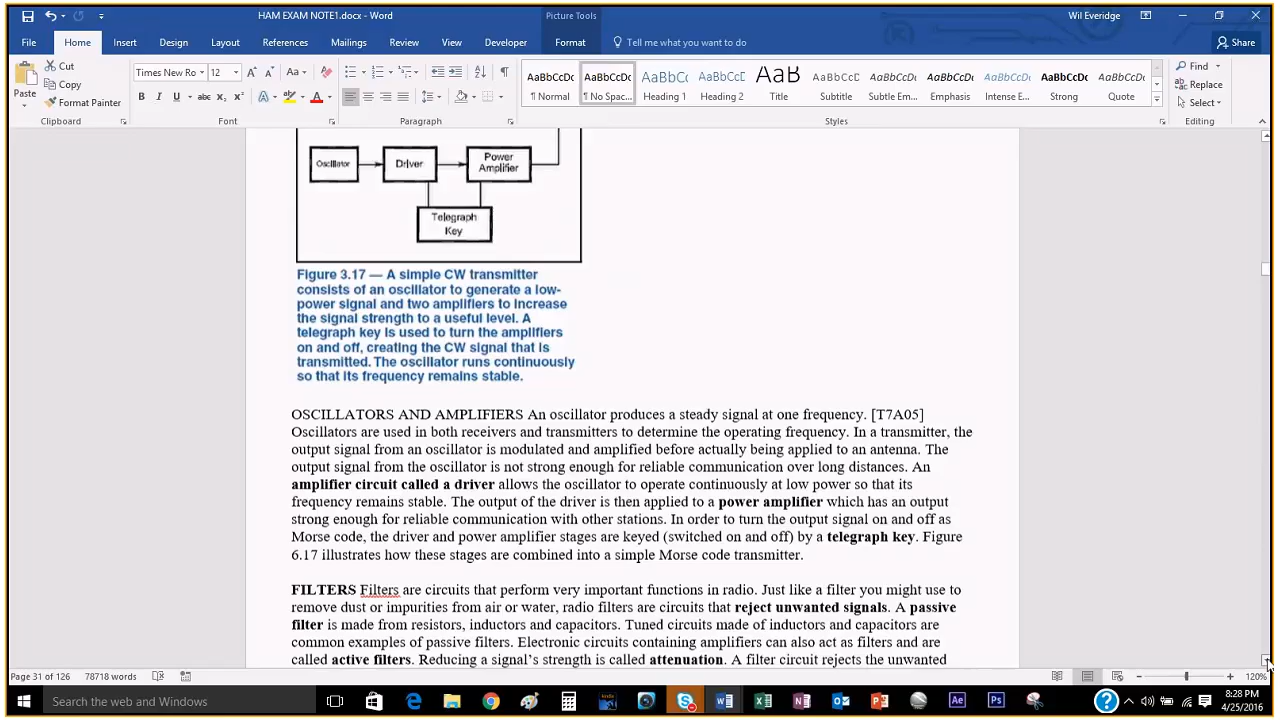 HAM EXAM NOTE1.docx - Word
Picture Tools
Wil Everidge
File Home Insert Design Layout References Mailings Review View Developer Format Tell me what you want to do Share
Paste
Cut
Copy
Format Painter
Clipboard
Times New Ro 12
Font
Paragraph
AaBbCcDc AaBbCcDc AaBbCc AaBbCcC AaB AaBbCcD AaBbCcDc AaBbCcDc AaBbCcDc AaBbCcDc AaBbCcDc
¶ Normal ¶ No Spac... Heading 1 Heading 2 Title Subtitle Subtle Em... Emphasis Intense E... Strong Quote
Styles
Find
Replace
Select
Editing
Oscillator Driver Power
Amplifier
Telegraph
Key
Figure 3.17 — A simple CW transmitter
consists of an oscillator to generate a low-
power signal and two amplifiers to increase
the signal strength to a useful level. A
telegraph key is used to turn the amplifiers
on and off, creating the CW signal that is
transmitted. The oscillator runs continuously
so that its frequency remains stable.
OSCILLATORS AND AMPLIFIERS An oscillator produces a steady signal at one frequency. [T7A05]
Oscillators are used in both receivers and transmitters to determine the operating frequency. In a transmitter, the
output signal from an oscillator is modulated and amplified before actually being applied to an antenna. The
output signal from the oscillator is not strong enough for reliable communication over long distances. An
amplifier circuit called a driver allows the oscillator to operate continuously at low power so that its
frequency remains stable. The output of the driver is then applied to a power amplifier which has an output
strong enough for reliable communication with other stations. In order to turn the output signal on and off as
Morse code, the driver and power amplifier stages are keyed (switched on and off) by a telegraph key. Figure
6.17 illustrates how these stages are combined into a simple Morse code transmitter.
FILTERS Filters are circuits that perform very important functions in radio. Just like a filter you might use to
remove dust or impurities from air or water, radio filters are circuits that reject unwanted signals. A passive
filter is made from resistors, inductors and capacitors. Tuned circuits made of inductors and capacitors are
common examples of passive filters. Electronic circuits containing amplifiers can also act as filters and are
called active filters. Reducing a signal's strength is called attenuation. A filter circuit rejects the unwanted
Page 31 of 126 78718 words 120%
Search the web and Windows
8:28 PM
4/25/2016